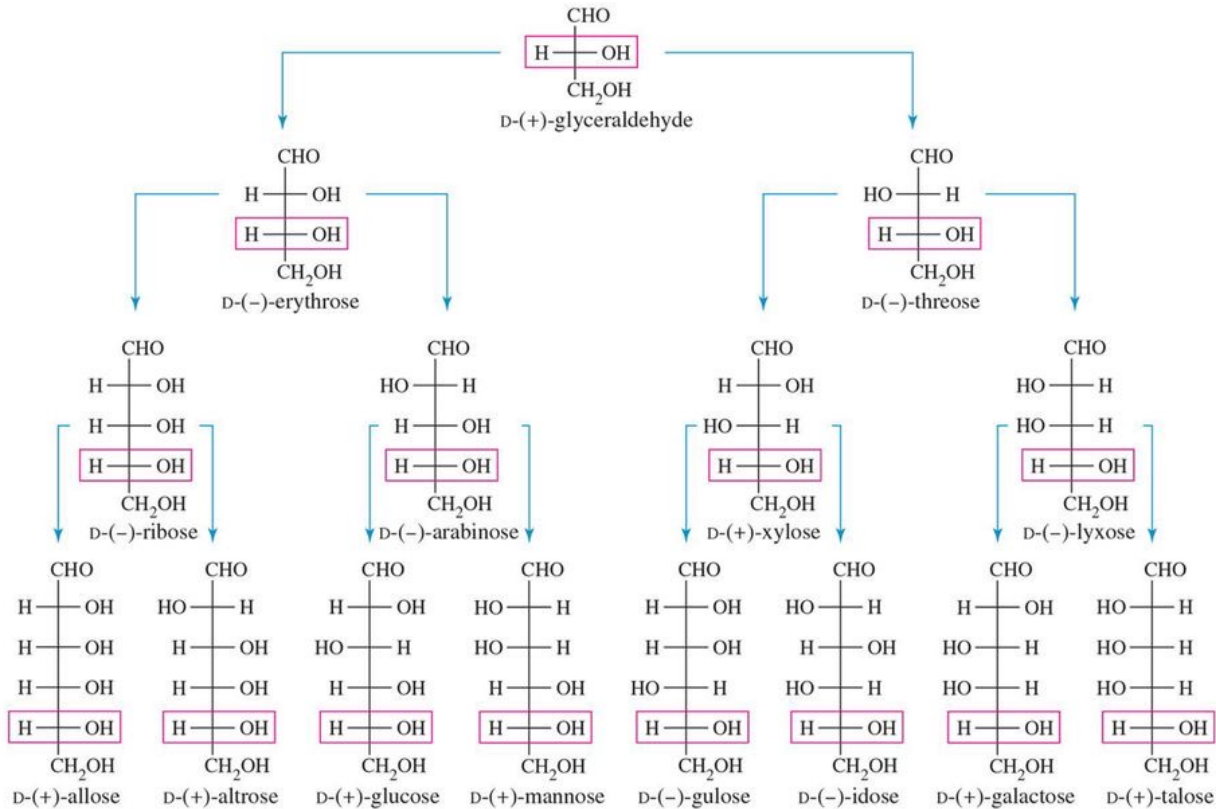 CHO
H OH
CH₂OH
D-(+)-glyceraldehyde
CHO CHO
H OH HO H
H OH H OH
CH₂OH CH₂OH
D-(−)-erythrose D-(−)-threose
CHO CHO CHO CHO
H OH HO H H OH HO H
H OH H OH HO H HO H
H OH H OH H OH H OH
CH₂OH CH₂OH CH₂OH CH₂OH
D-(−)-ribose D-(−)-arabinose D-(+)-xylose D-(−)-lyxose
CHO CHO CHO CHO CHO CHO CHO CHO
H OH HO H H OH HO H H OH HO H H OH HO H
H OH H OH HO H HO H H OH H OH HO H HO H
H OH H OH H OH H OH HO H HO H HO H HO H
H OH H OH H OH H OH H OH H OH H OH H OH
CH₂OH CH₂OH CH₂OH CH₂OH CH₂OH CH₂OH CH₂OH CH₂OH
D-(+)-allose D-(+)-altrose D-(+)-glucose D-(+)-mannose D-(−)-gulose D-(−)-idose D-(+)-galactose D-(+)-talose